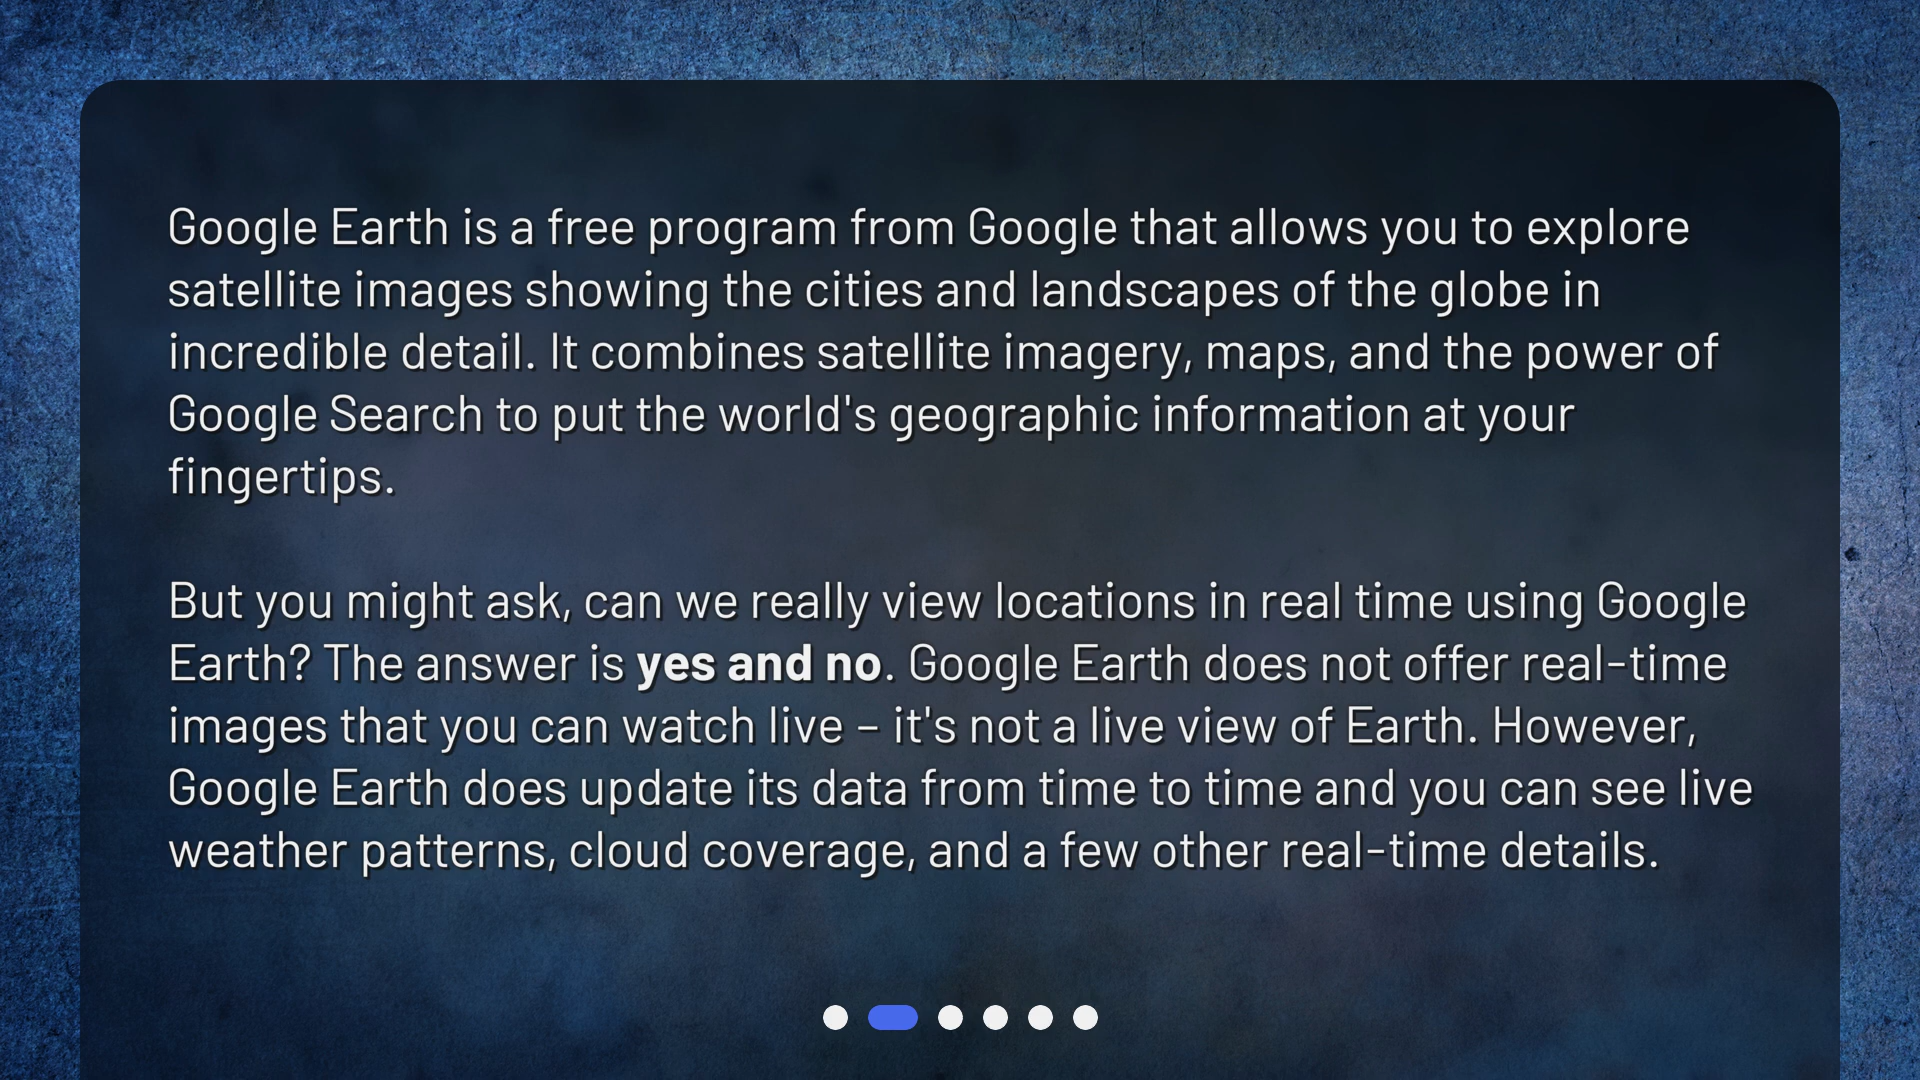 Google Earth is a free program from Google that allows you to explore
satellite images showing the cities and landscapes of the globe in
incredible detail. It combines satellite imagery, maps, and the power of
Google Search to put the world's geographic information at your
fingertips.
But you might ask, can we really view locations in real time using Google
Earth? The answer is yes and no. Google Earth does not offer real-time
images that you can watch live – it's not a live view of Earth. However,
Google Earth does update its data from time to time and you can see live
weather patterns, cloud coverage, and a few other real-time details.